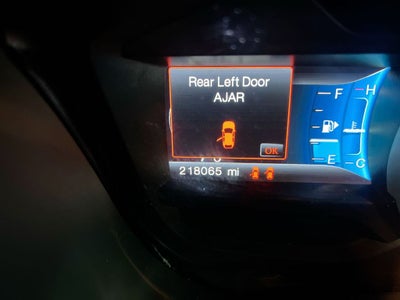 Rear Left Door
AJAR
F
H
OK
E
C
218065 mi